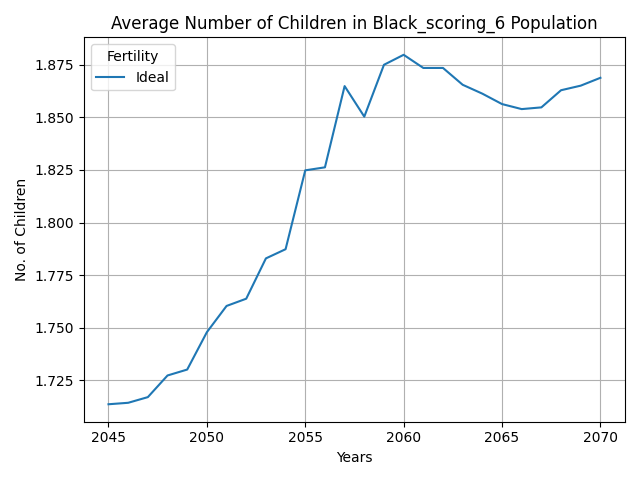 Average Number of Children in Black_scoring_6 Population
Fertility
Ideal
1.875
1.850
1.825
1.800
1.775
1.750
1.725
No. of Children
2045 2050 2055 2060 2065 2070
Years